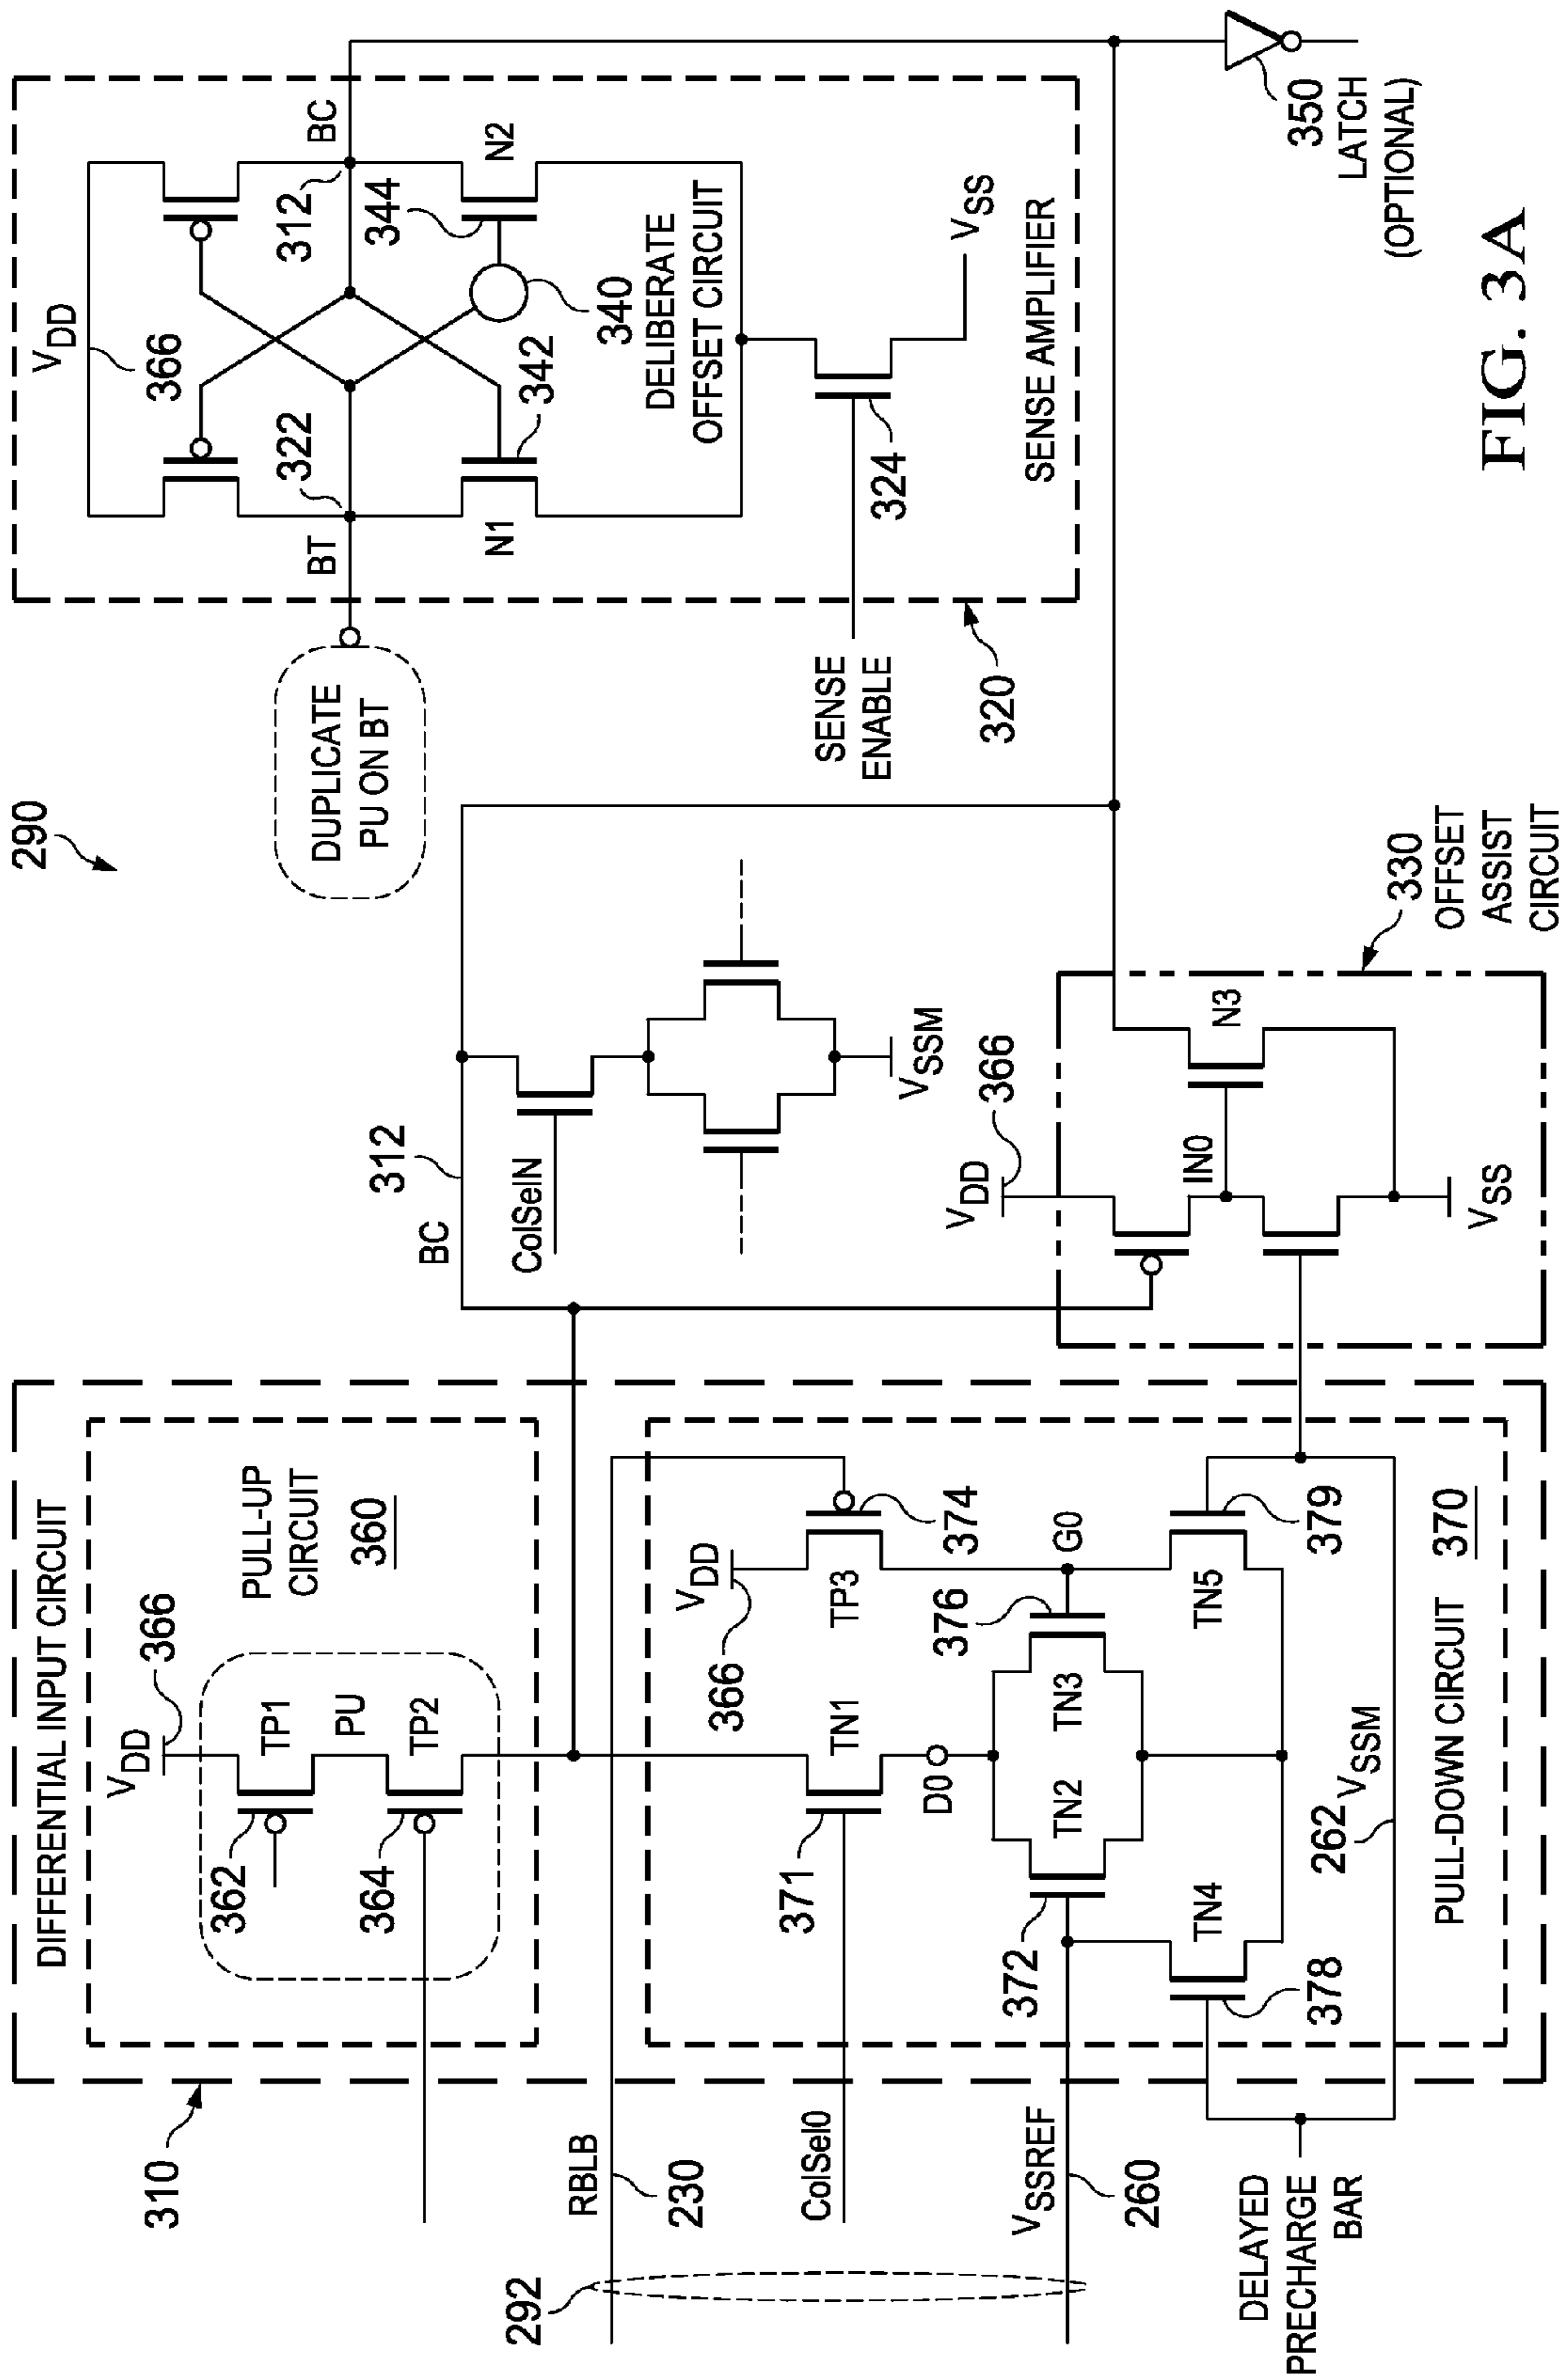 290
310
DIFFERENTIAL INPUT CIRCUIT
PULL-UP
CIRCUIT
360
VDD
366
362
TP1
PU
364
TP2
RBLB
230
292
ColSel0
VSSREF
260
DELAYED
PRECHARGE
BAR
371
TN1
D0
VDD
366
TP3
374
376
G0
372
TN2
TN3
TN4
378
TN5
379
262
VSSM
PULL-DOWN CIRCUIT
370
BC
312
ColSelN
VSSM
VDD
366
IN0
N3
VSS
330
OFFSET
ASSIST
CIRCUIT
DUPLICATE
PU ON BT
SENSE
ENABLE
320
SENSE AMPLIFIER
VDD
366
BT
322
312
BC
N1
342
344
N2
340
DELIBERATE
OFFSET CIRCUIT
324
VSS
350
LATCH
(OPTIONAL)
FIG. 3A